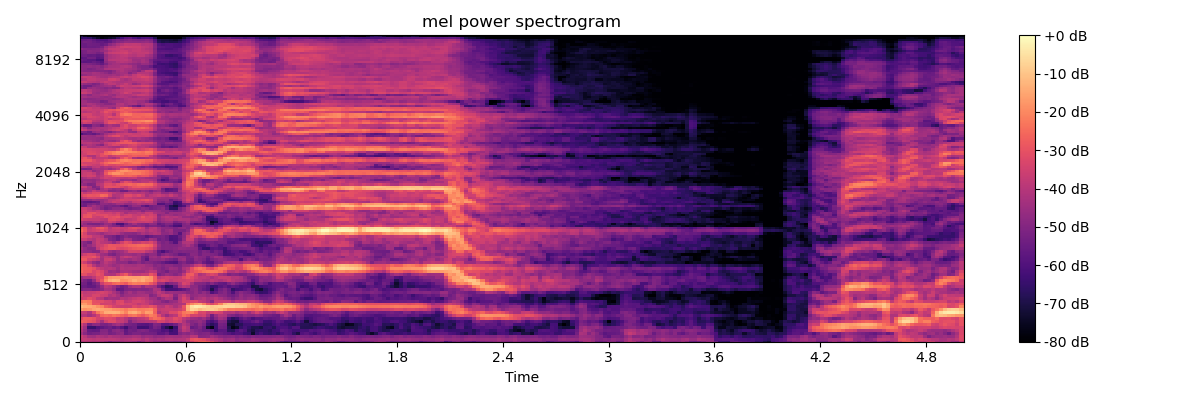 mel power spectrogram
8192
4096
2048
1024
512
0
Hz
0 0.6 1.2 1.8 2.4 3 3.6 4.2 4.8
Time
+0 dB
-10 dB
-20 dB
-30 dB
-40 dB
-50 dB
-60 dB
-70 dB
-80 dB